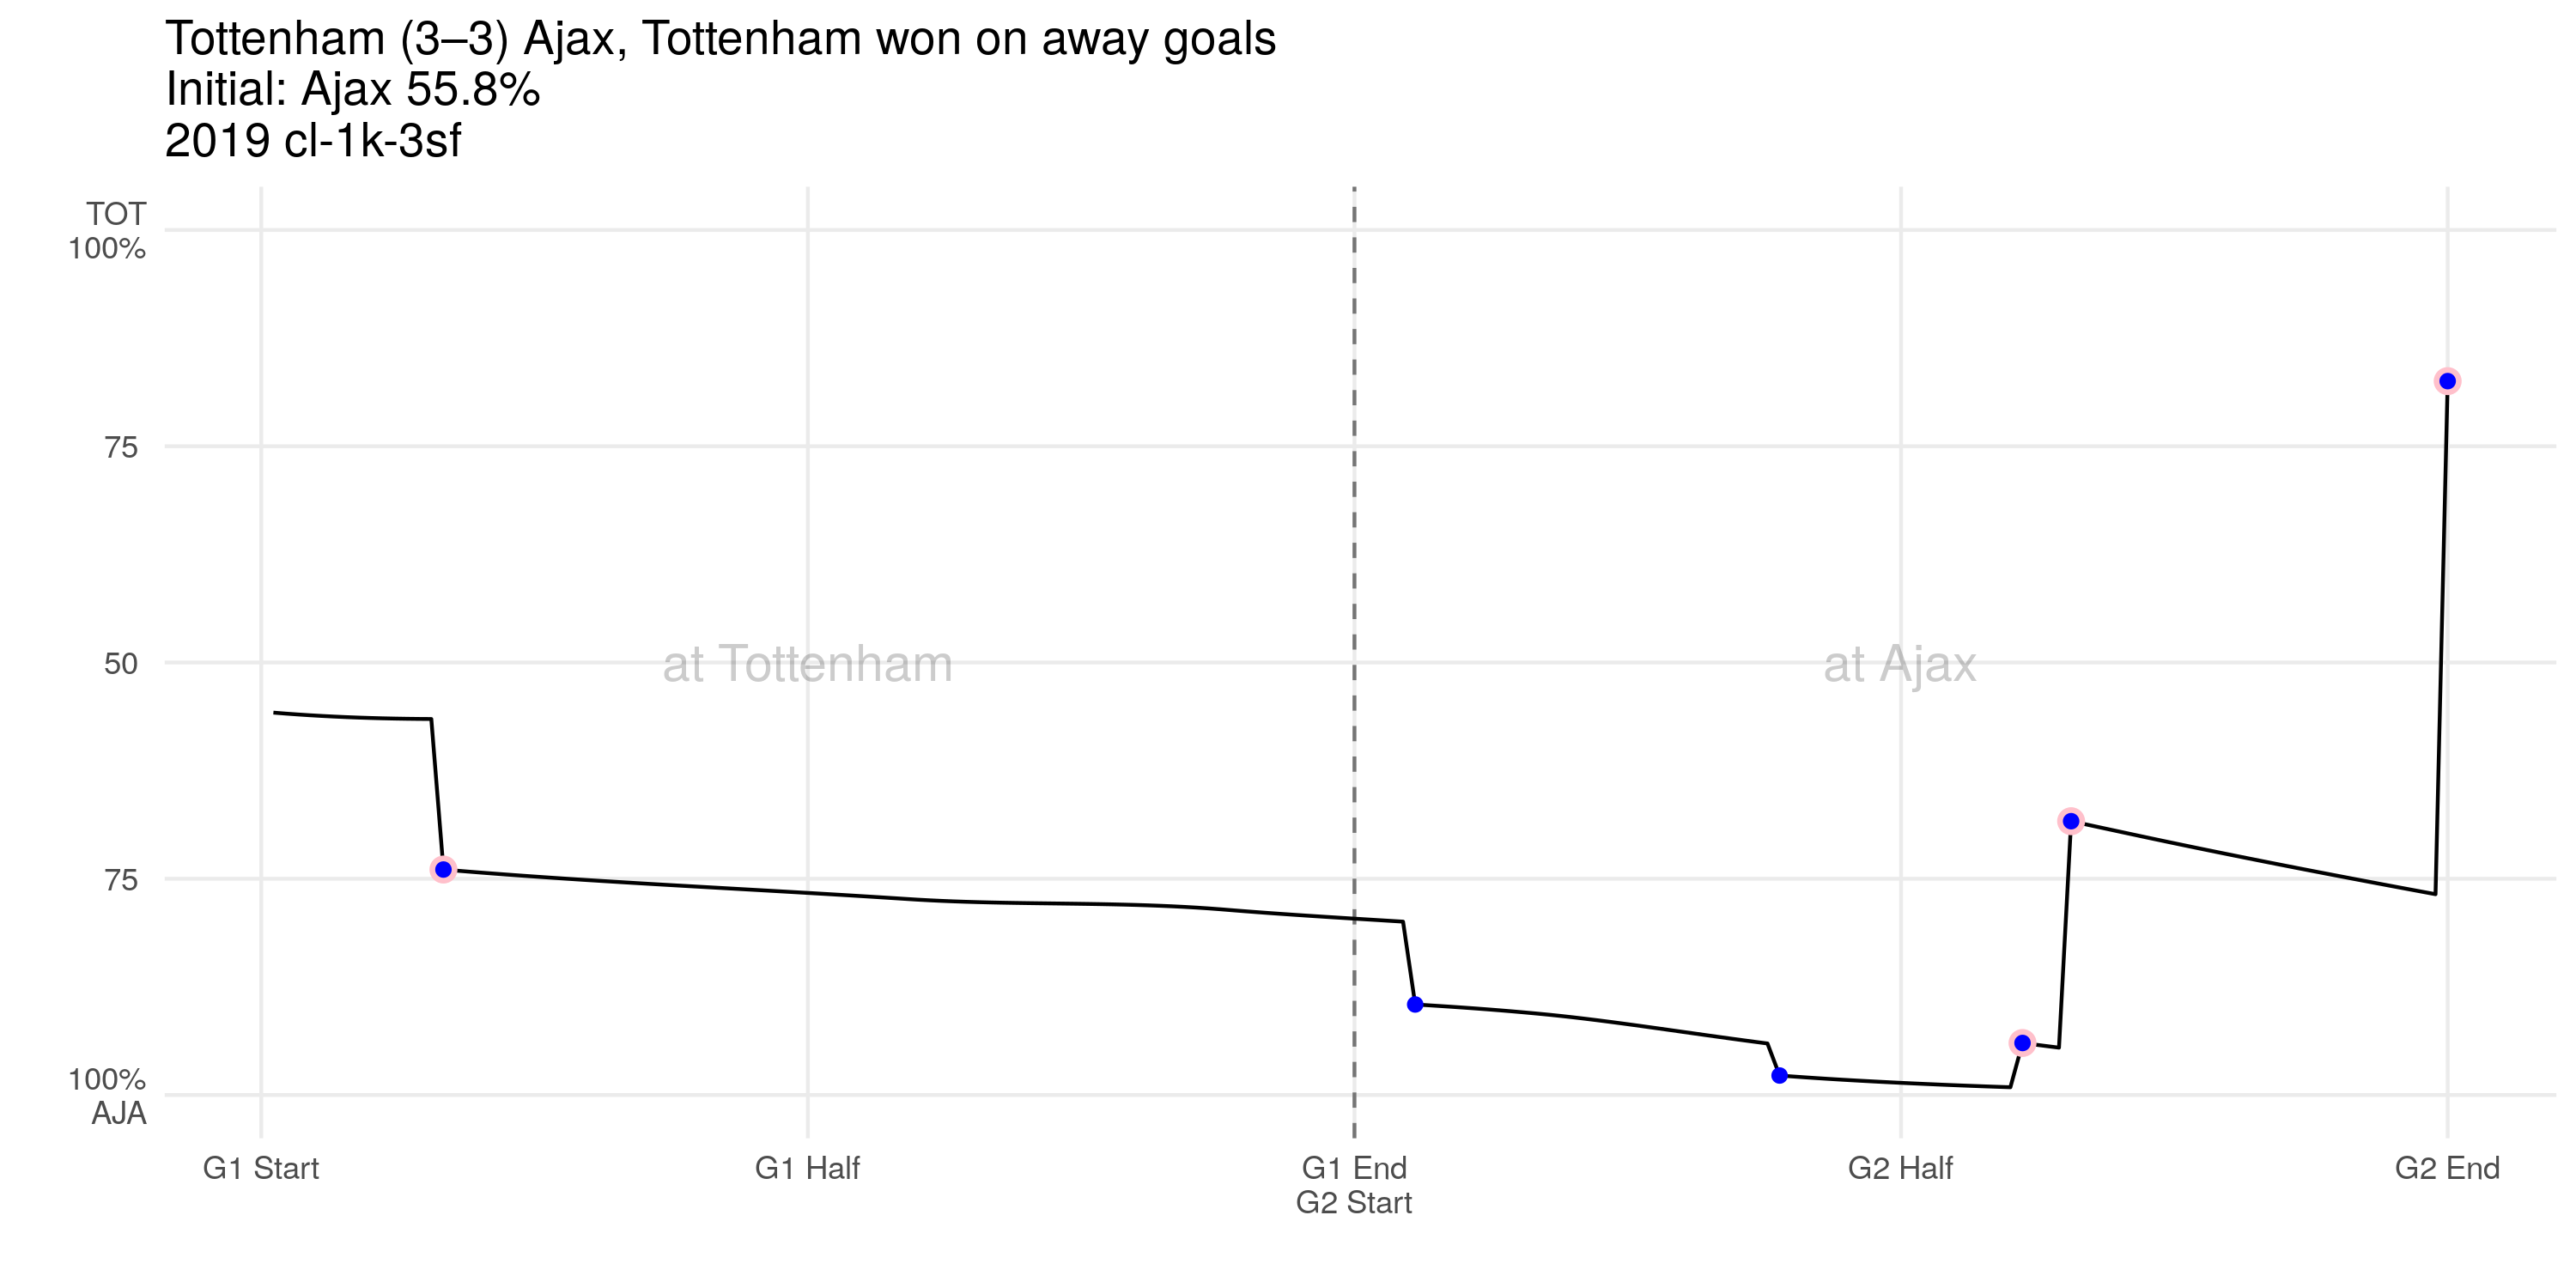 Tottenham (3–3) Ajax, Tottenham won on away goals
Initial: Ajax 55.8%
2019 cl-1k-3sf
TOT
100%
75
50
75
100%
AJA
at Tottenham
at Ajax
G1 Start
G1 Half
G1 End
G2 Start
G2 Half
G2 End